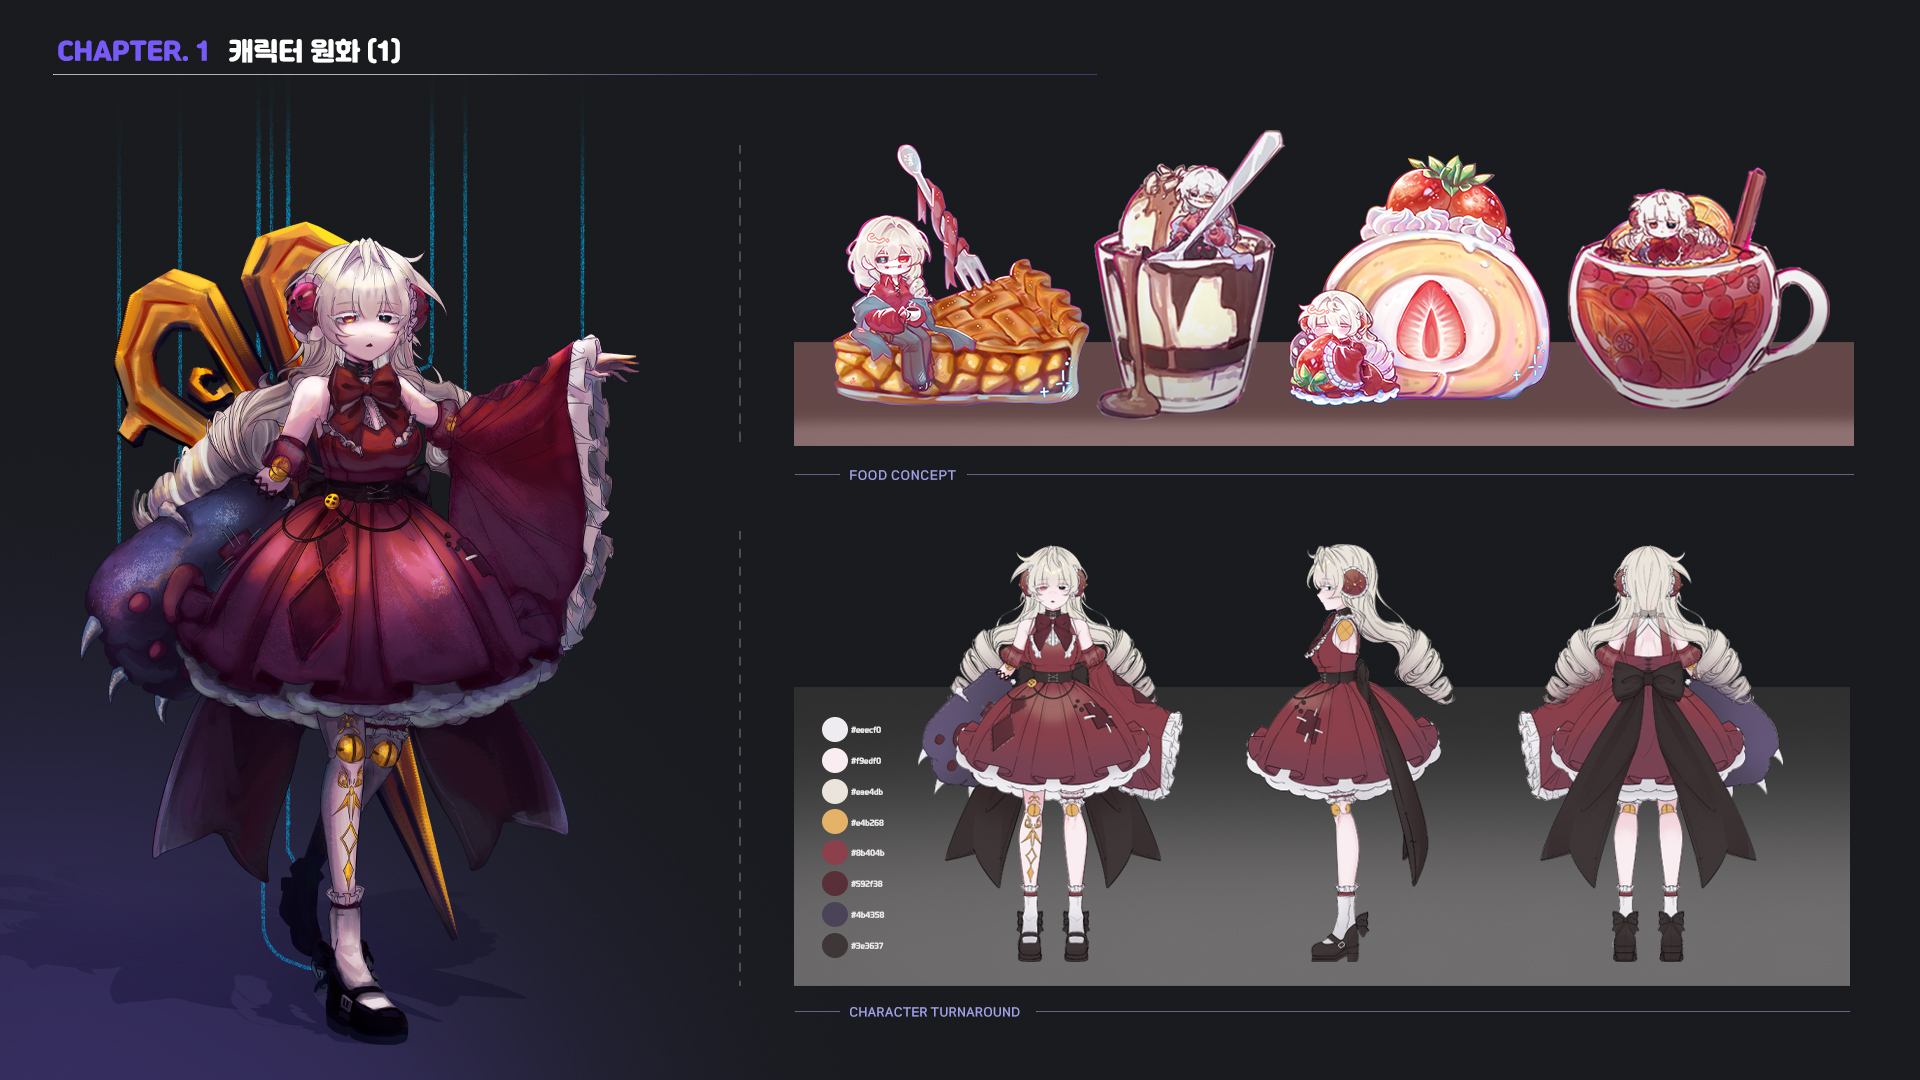 CHAPTER. 1 캐릭터 원화 (1)
FOOD CONCEPT
#eeecf0
#f9edf0
#eae4db
#e4b268
#8b404b
#592f38
#4b4358
#3e3637
CHARACTER TURNAROUND